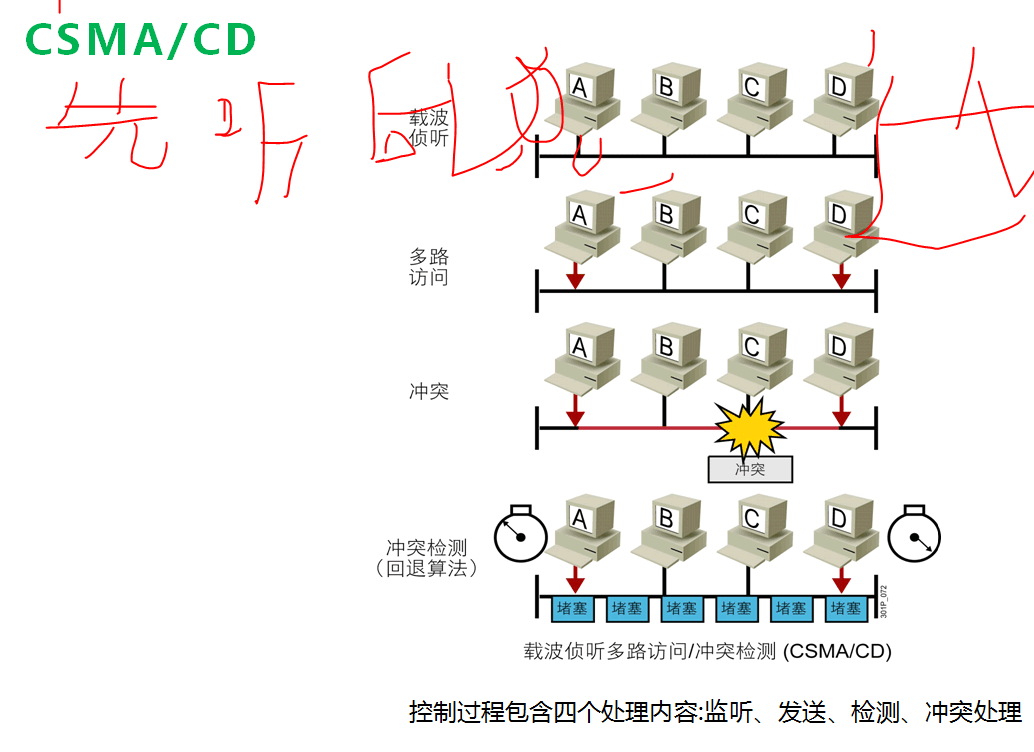 CSMA/CD
先听
A B C D
载波
侦听
A B C D
多路
访问
A B C D
冲突
冲突
A B C D
冲突检测
（回退算法）
堵塞 堵塞 堵塞 堵塞 堵塞 堵塞
301P_072
载波侦听多路访问/冲突检测 (CSMA/CD)
控制过程包含四个处理内容:监听、发送、检测、冲突处理